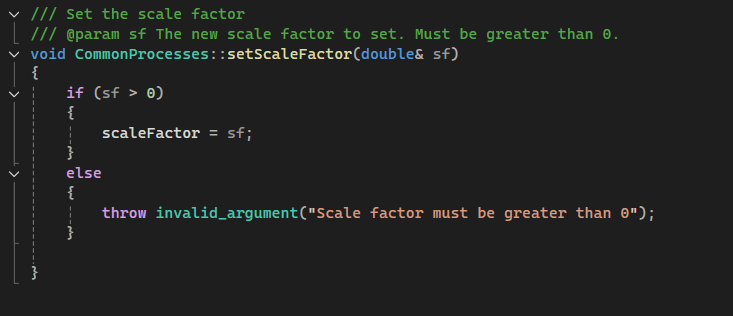 /// Set the scale factor
/// @param sf The new scale factor to set. Must be greater than 0.
void CommonProcesses::setScaleFactor(double& sf)
{
    if (sf > 0)
    {
        scaleFactor = sf;
    }
    else
    {
        throw invalid_argument("Scale factor must be greater than 0");
    }

}